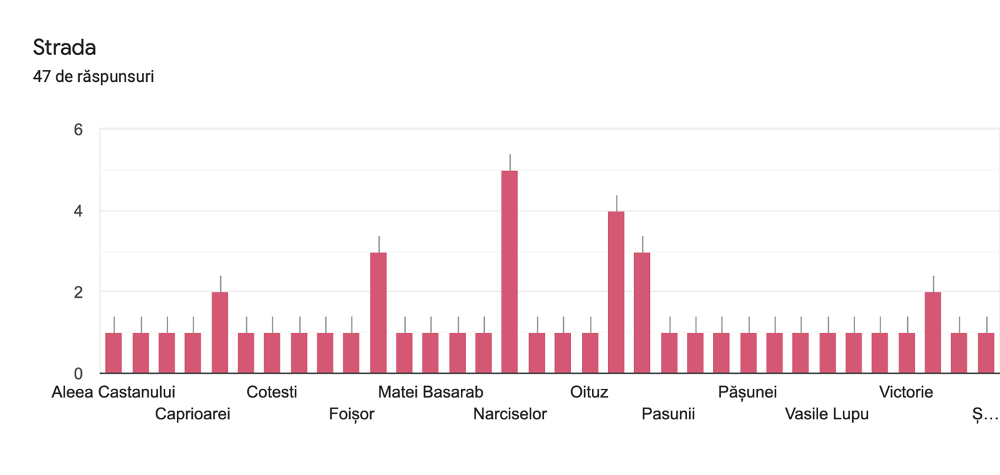 Strada
47 de răspunsuri
6
4
2
0
Aleea Castanului
Caprioarei
Cotesti
Foișor
Matei Basarab
Narciselor
Oituz
Pasunii
Pășunei
Vasile Lupu
Victorie
Ș…